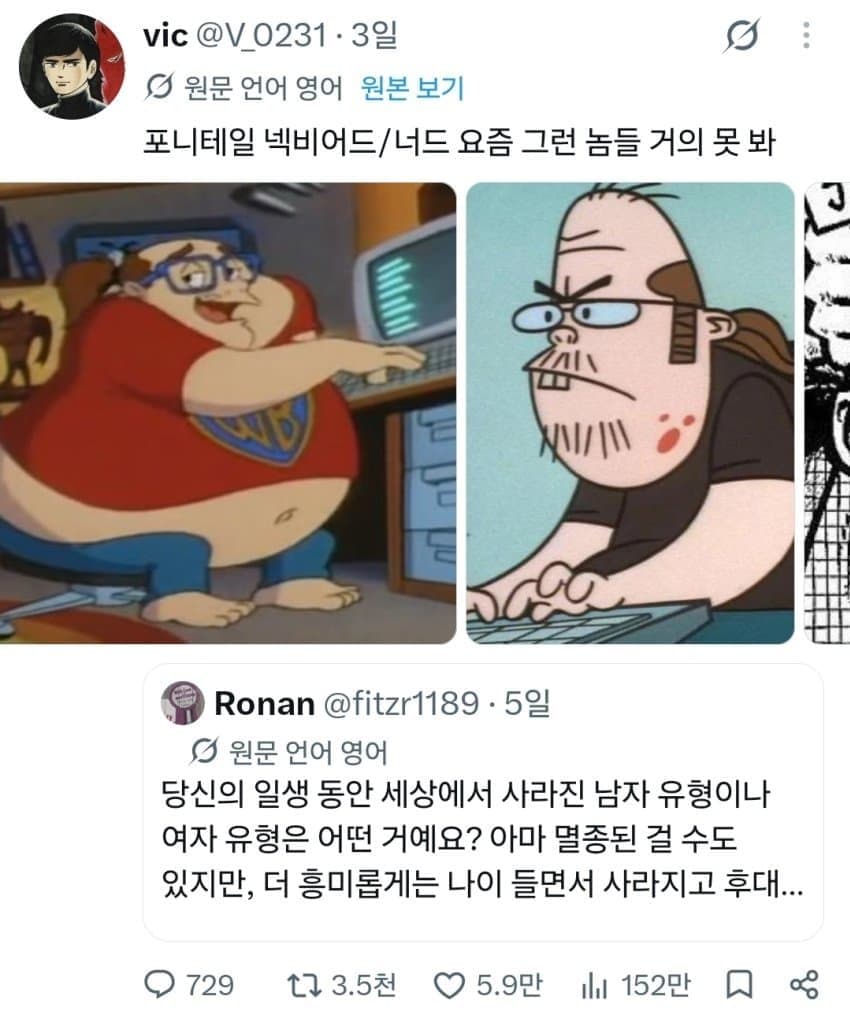 vic @V_0231 · 3일
원문 언어 영어 원본 보기
포니테일 넥비어드/너드 요즘 그런 놈들 거의 못 봐
WB
Ronan @fitzr1189 · 5일
원문 언어 영어
당신의 일생 동안 세상에서 사라진 남자 유형이나
여자 유형은 어떤 거예요? 아마 멸종된 걸 수도
있지만, 더 흥미롭게는 나이 들면서 사라지고 후대...
729 3.5천 5.9만 152만